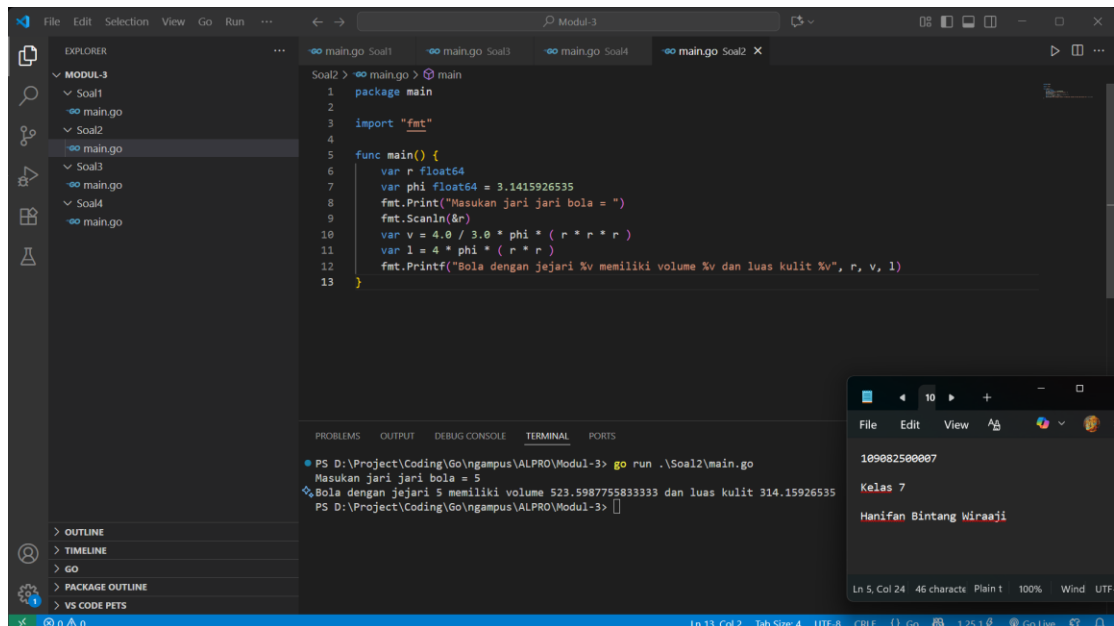 File Edit Selection View Go Run ··· Modul-3
EXPLORER ···
MODUL-3
Soal1
main.go
Soal2
main.go
Soal3
main.go
Soal4
main.go
OUTLINE
TIMELINE
GO
PACKAGE OUTLINE
VS CODE PETS
main.go Soal1 main.go Soal3 main.go Soal4 main.go Soal2
Soal2 > main.go > main
1 package main
2
3 import "fmt"
4
5 func main() {
6 var r float64
7 var phi float64 = 3.1415926535
8 fmt.Print("Masukan jari jari bola = ")
9 fmt.Scanln(&r)
10 var v = 4.0 / 3.0 * phi * ( r * r * r )
11 var l = 4 * phi * ( r * r )
12 fmt.Printf("Bola dengan jejari %v memiliki volume %v dan luas kulit %v", r, v, l)
13 }
PROBLEMS OUTPUT DEBUG CONSOLE TERMINAL PORTS
PS D:\Project\Coding\Go\ngampus\ALPRO\Modul-3> go run .\Soal2\main.go
Masukan jari jari bola = 5
Bola dengan jejari 5 memiliki volume 523.5987755833333 dan luas kulit 314.15926535
PS D:\Project\Coding\Go\ngampus\ALPRO\Modul-3>
10
File Edit View
109082500007
Kelas 7
Hanifan Bintang Wiraaji
Ln 5, Col 24 46 characte Plain t 100% Wind UTF
1
0 0 Ln 13, Col 2 Tab Size: 4 UTF-8 CRLF {} Go 1.25.1 Go Live